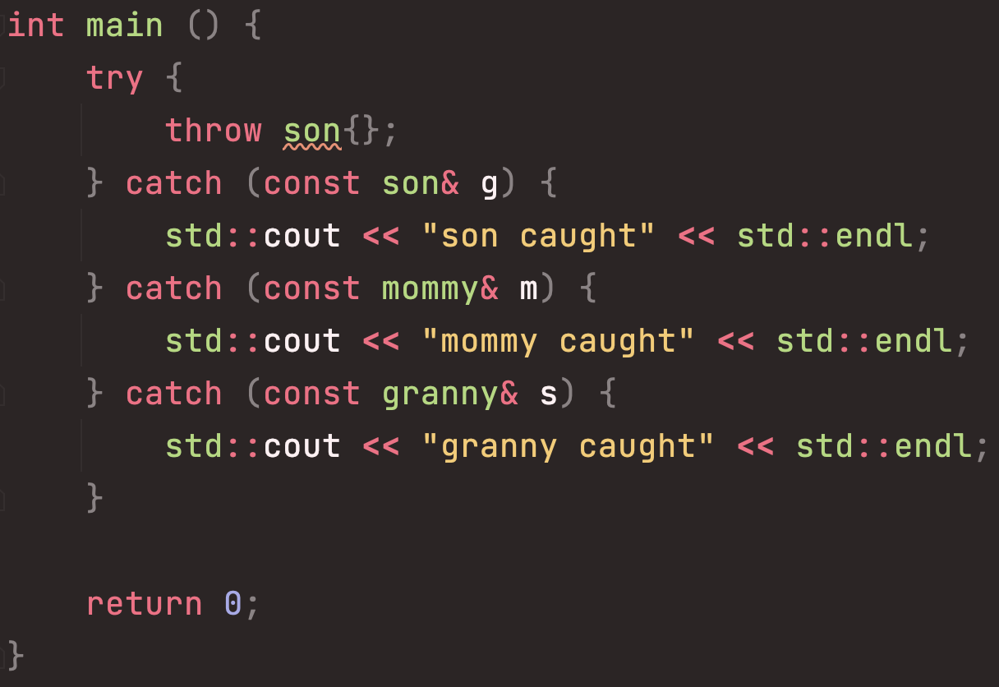 int main () {
    try {
        throw son{};
    } catch (const son& g) {
        std::cout << "son caught" << std::endl;
    } catch (const mommy& m) {
        std::cout << "mommy caught" << std::endl;
    } catch (const granny& s) {
        std::cout << "granny caught" << std::endl;
    }
    return 0;
}